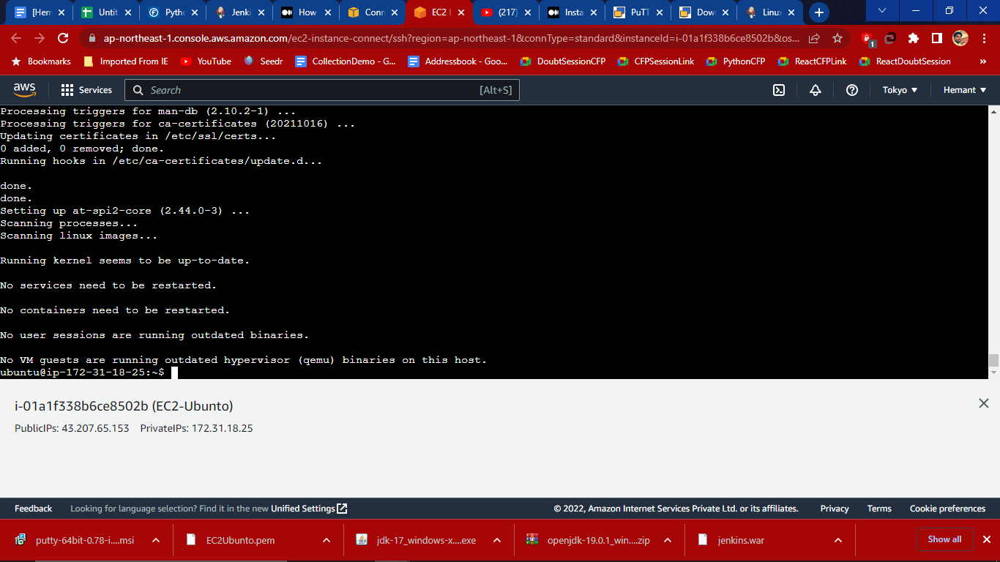 [Hem
Untit
Pytho
Jenki
How
Conn
EC2 I
(217)
Insta
PuTT
Dow
Linu
ap-northeast-1.console.aws.amazon.com/ec2-instance-connect/ssh?region=ap-northeast-1&connType=standard&instanceId=i-01a1f338b6ce8502b&os...
1
Bookmarks
Imported From IE
YouTube
Seedr
CollectionDemo - G...
Addressbook - Goo...
DoubtSessionCFP
CFPSessionLink
PythonCFP
ReactCFPLink
ReactDoubtSession
»
aws
Services
Search
[Alt+S]
Tokyo
Hemant
Processing triggers for man-db (2.10.2-1) ...
Processing triggers for ca-certificates (20211016) ...
Updating certificates in /etc/ssl/certs...
0 added, 0 removed; done.
Running hooks in /etc/ca-certificates/update.d...
done.
done.
Setting up at-spi2-core (2.44.0-3) ...
Scanning processes...
Scanning linux images...
Running kernel seems to be up-to-date.
No services need to be restarted.
No containers need to be restarted.
No user sessions are running outdated binaries.
No VM guests are running outdated hypervisor (qemu) binaries on this host.
ubuntu@ip-172-31-18-25:~$
i-01a1f338b6ce8502b (EC2-Ubunto)
PublicIPs: 43.207.65.153 PrivateIPs: 172.31.18.25
Feedback
Looking for language selection? Find it in the new Unified Settings
© 2022, Amazon Internet Services Private Ltd. or its affiliates.
Privacy
Terms
Cookie preferences
putty-64bit-0.78-i....msi
EC2Ubunto.pem
jdk-17_windows-x....exe
openjdk-19.0.1_win....zip
jenkins.war
Show all